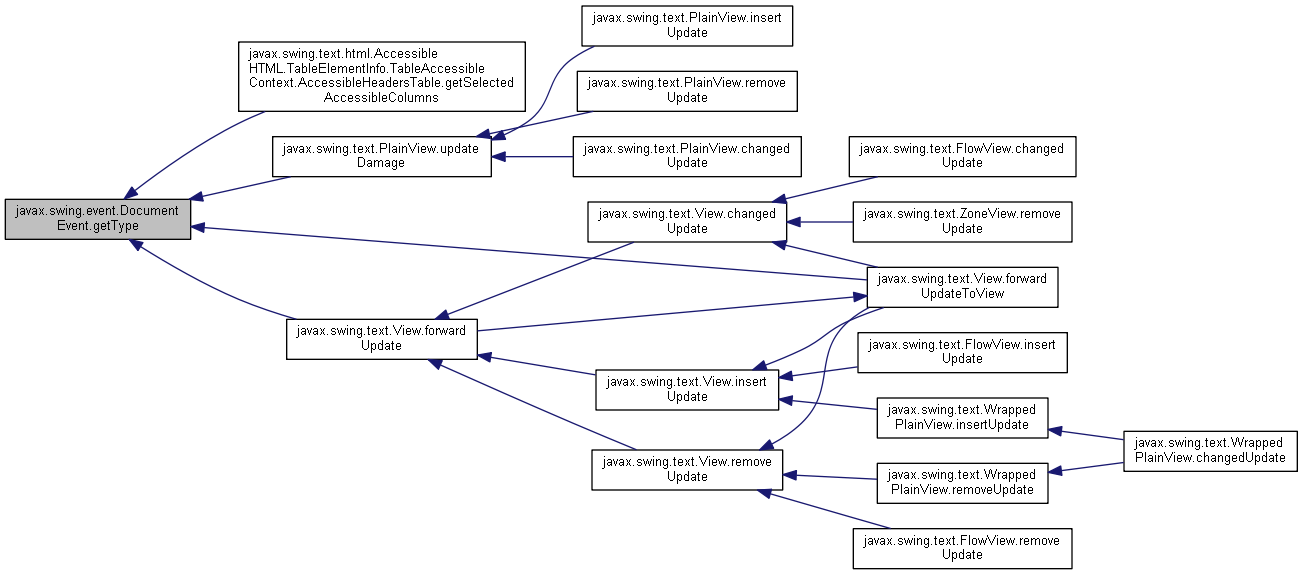 javax.swing.text.PlainView.insert
Update
javax.swing.text.html.Accessible
HTML.TableElementInfo.TableAccessible
Context.AccessibleHeadersTable.getSelected
AccessibleColumns
javax.swing.text.PlainView.remove
Update
javax.swing.text.PlainView.update
Damage
javax.swing.text.PlainView.changed
Update
javax.swing.text.FlowView.changed
Update
javax.swing.event.Document
Event.getType
javax.swing.text.View.changed
Update
javax.swing.text.ZoneView.remove
Update
javax.swing.text.View.forward
UpdateToView
javax.swing.text.View.forward
Update
javax.swing.text.FlowView.insert
Update
javax.swing.text.View.insert
Update
javax.swing.text.Wrapped
PlainView.insertUpdate
javax.swing.text.Wrapped
PlainView.changedUpdate
javax.swing.text.View.remove
Update
javax.swing.text.Wrapped
PlainView.removeUpdate
javax.swing.text.FlowView.remove
Update